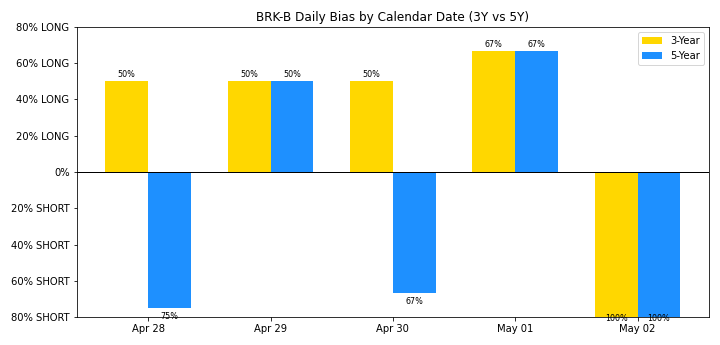 BRK-B Daily Bias by Calendar Date (3Y vs 5Y)
80% LONG
60% LONG
40% LONG
20% LONG
0%
20% SHORT
40% SHORT
60% SHORT
80% SHORT
3-Year
5-Year
50%
75%
50%
50%
50%
67%
67%
67%
100%
100%
Apr 28
Apr 29
Apr 30
May 01
May 02